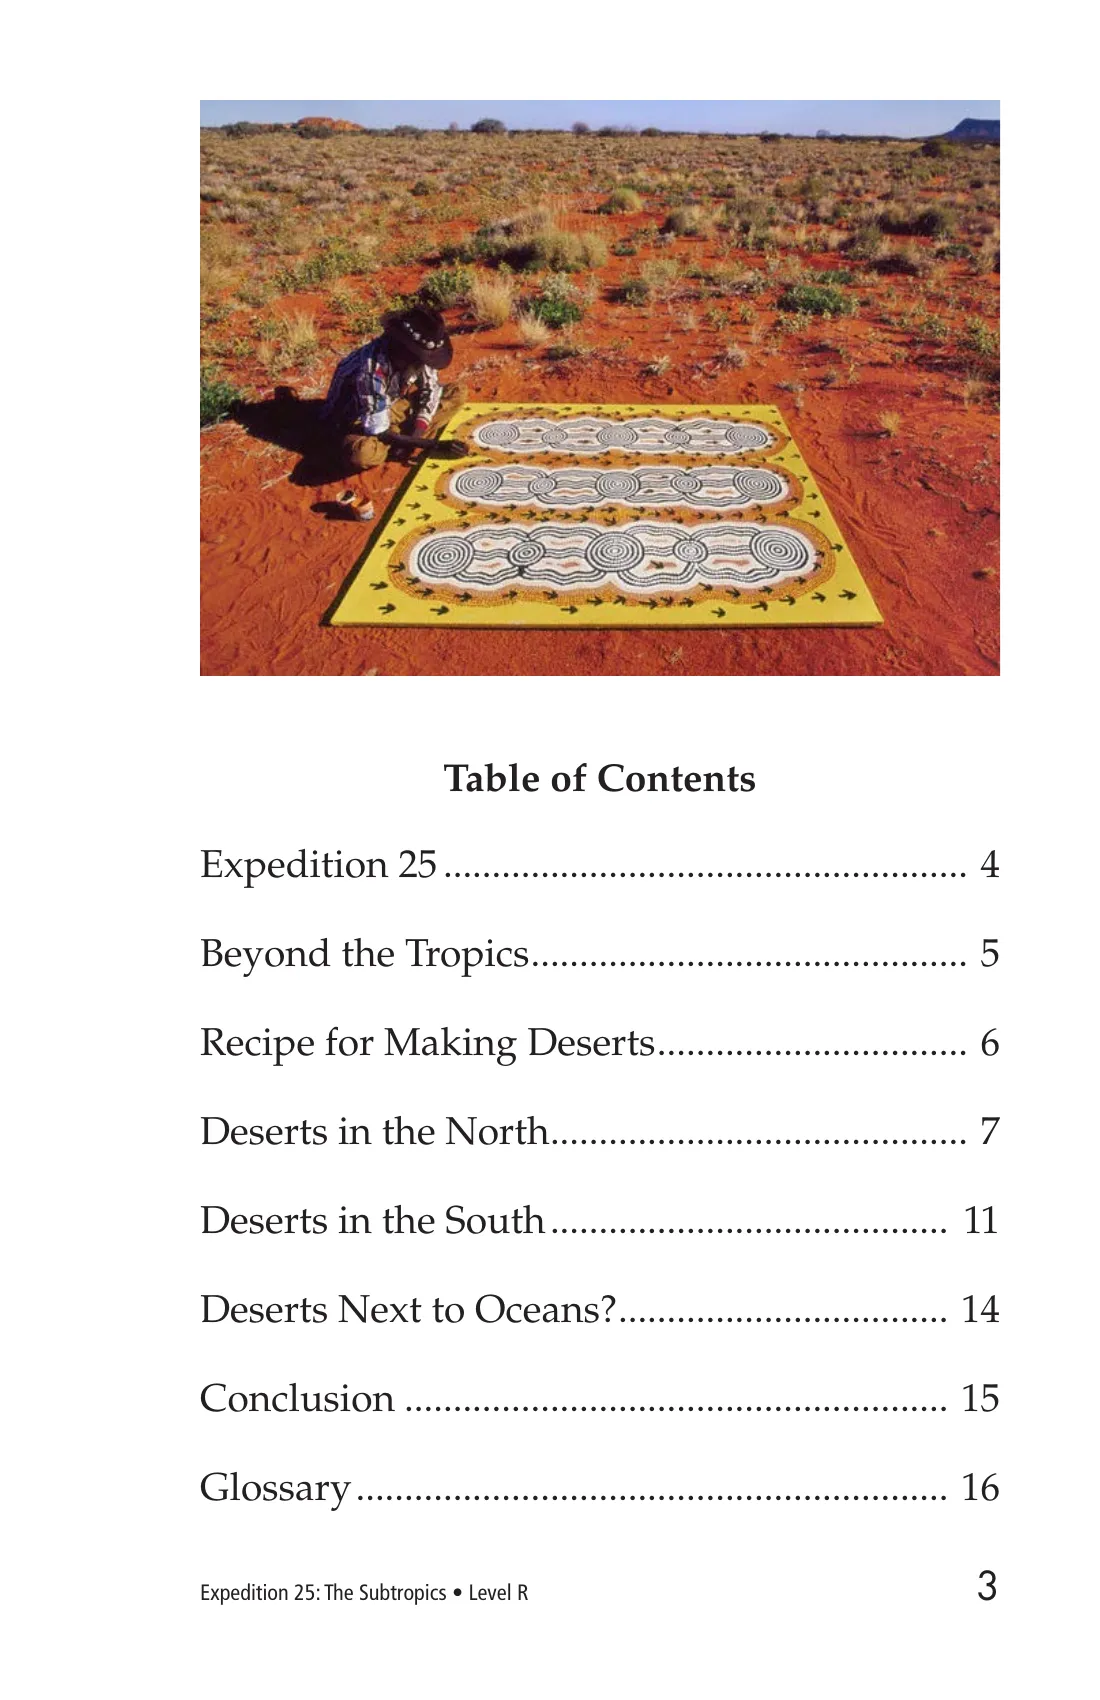 Table of Contents
Expedition 25 ...................................................... 4
Beyond the Tropics............................................. 5
Recipe for Making Deserts................................ 6
Deserts in the North........................................... 7
Deserts in the South ......................................... 11
Deserts Next to Oceans?.................................. 14
Conclusion ........................................................ 15
Glossary ............................................................. 16
Expedition 25: The Subtropics • Level R 3